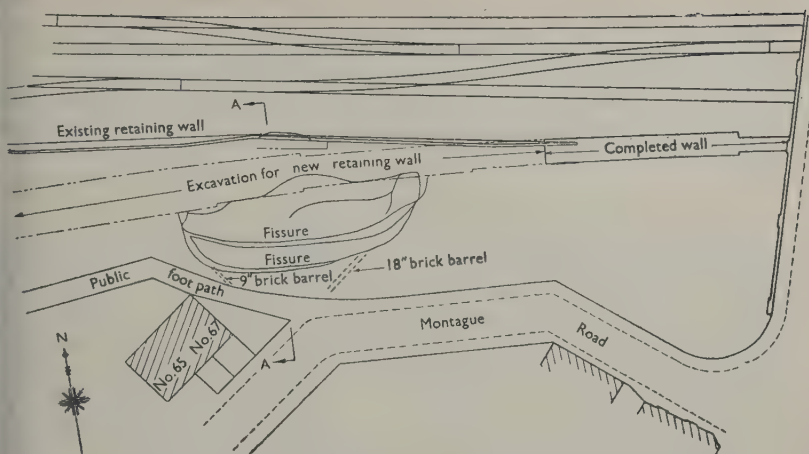 A
Existing retaining wall
Excavation for new retaining wall
Completed wall
Fissure
Fissure
18" brick barrel
9" brick barrel
Public foot path
Montague Road
No.67
No.65
A
N